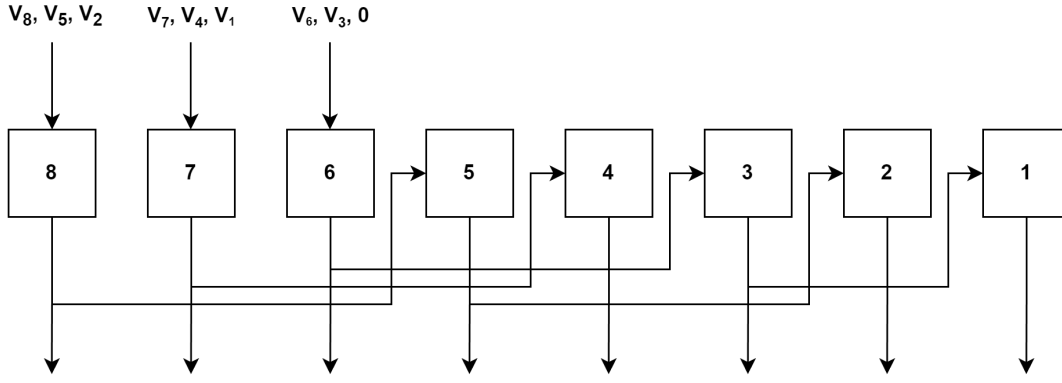 V₈, V₅, V₂ V₇, V₄, V₁ V₆, V₃, 0
8 7 6 5 4 3 2 1